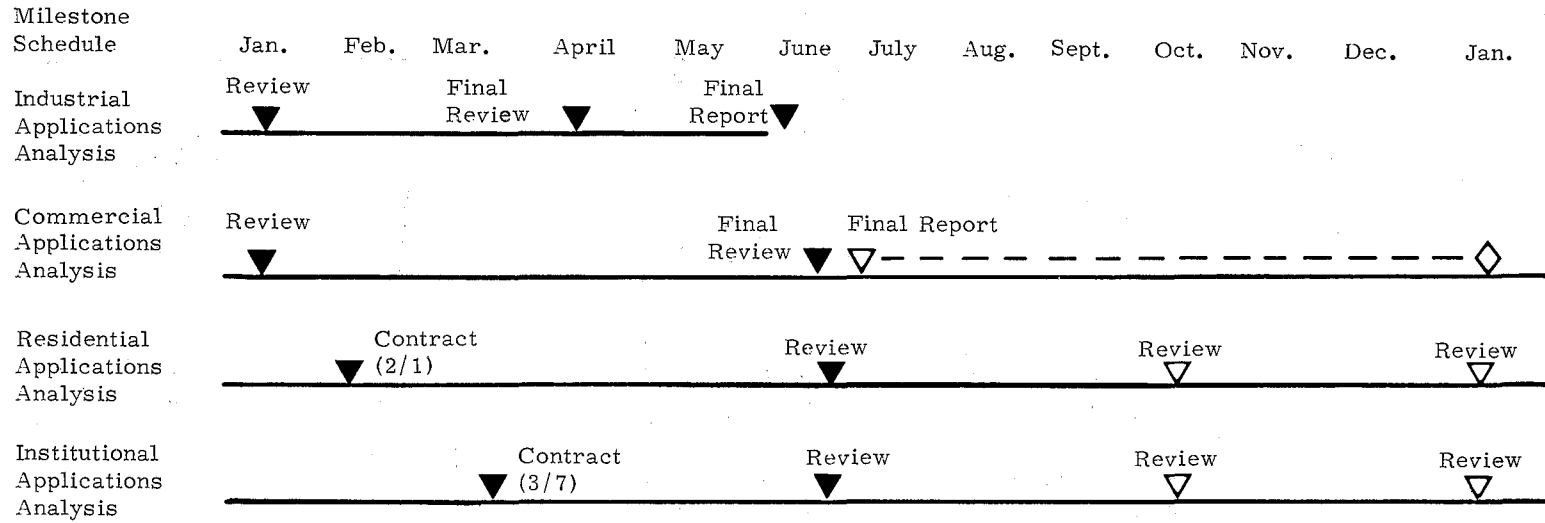 Milestone
Schedule Jan. Feb. Mar. April May June July Aug. Sept. Oct. Nov. Dec. Jan.
Industrial
Applications
Analysis
Review Final
Review Final
Report
Commercial
Applications
Analysis
Review Final
Review Final Report
Residential
Applications
Analysis
Contract
(2/1) Review Review Review
Institutional
Applications
Analysis
Contract
(3/7) Review Review Review